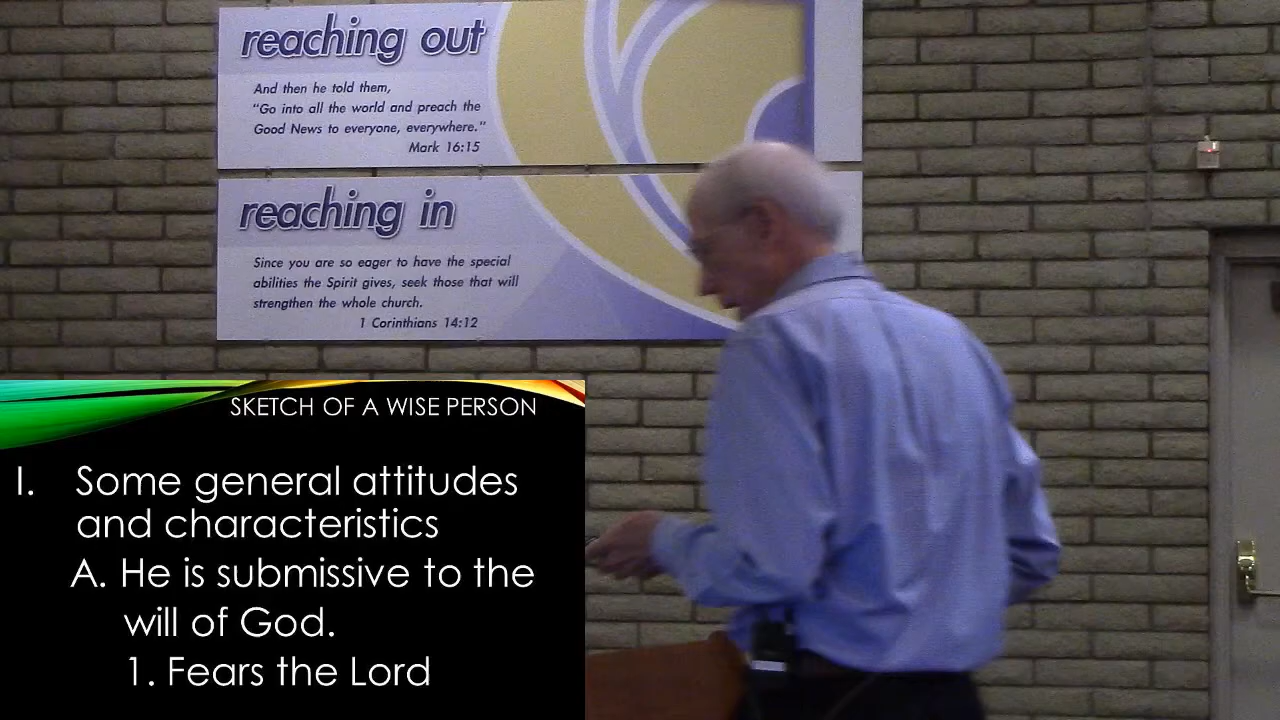 reaching out
And then he told them,
"Go into all the world and preach the
Good News to everyone, everywhere."
Mark 16:15
reaching in
Since you are so eager to have the special
abilities the Spirit gives, seek those that will
strengthen the whole church.
1 Corinthians 14:12
SKETCH OF A WISE PERSON
I. Some general attitudes
and characteristics
A. He is submissive to the
will of God.
1. Fears the Lord